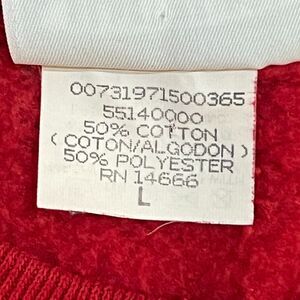 00731971500365
55140000
50% COTTON
(COTON/ALGODON)
50% POLYESTER
RN 14666
L